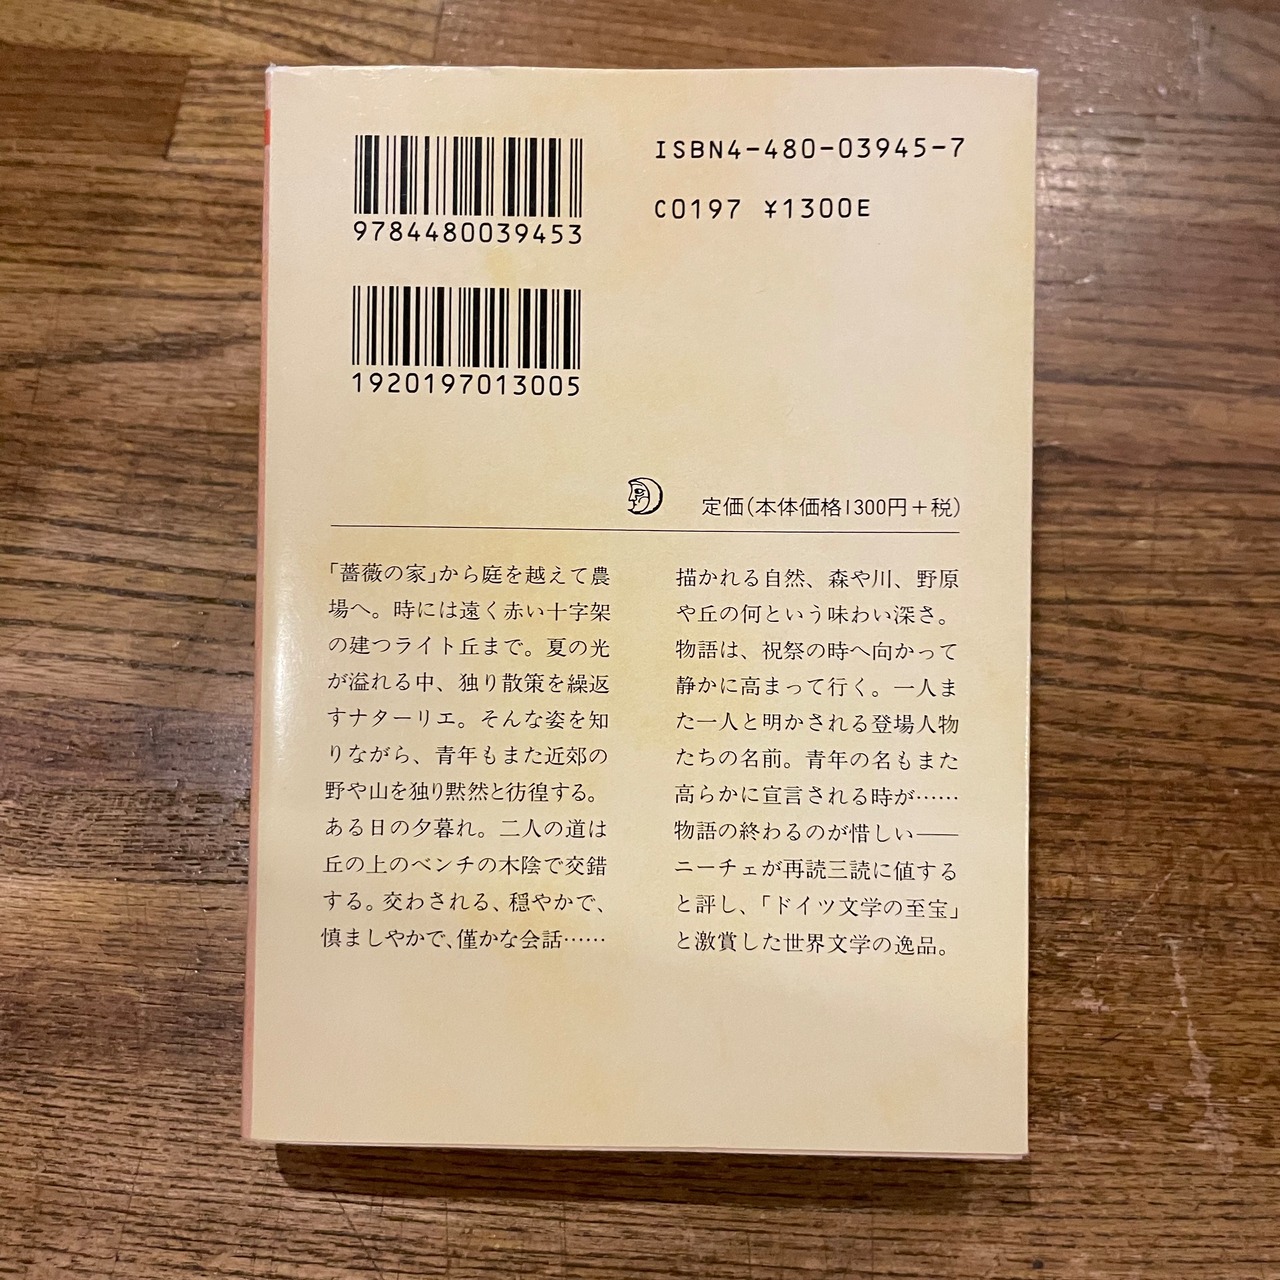 ISBN4-480-03945-7
C0197 ¥1300E
9784480039453
1920197013005
定価(本体価格1300円+税)
「薔薇の家」から庭を越えて農
場へ。時には遠く赤い十字架
の建つライト丘まで。夏の光
が溢れる中、独り散策を繰返
すナターリエ。そんな姿を知
りながら、青年もまた近郊の
野や山を独り黙然と彷徨する。
ある日の夕暮れ。二人の道は
丘の上のベンチの木陰で交錯
する。交わされる、穏やかで、
慎ましやかで、僅かな会話……
描かれる自然、森や川、野原
や丘の何という味わい深さ。
物語は、祝祭の時へ向かって
静かに高まって行く。一人ま
た一人と明かされる登場人物
たちの名前。青年の名もまた
高らかに宣言される時が……
物語の終わるのが惜しい──
ニーチェが再読三読に値する
と評し、「ドイツ文学の至宝」
と激賞した世界文学の逸品。